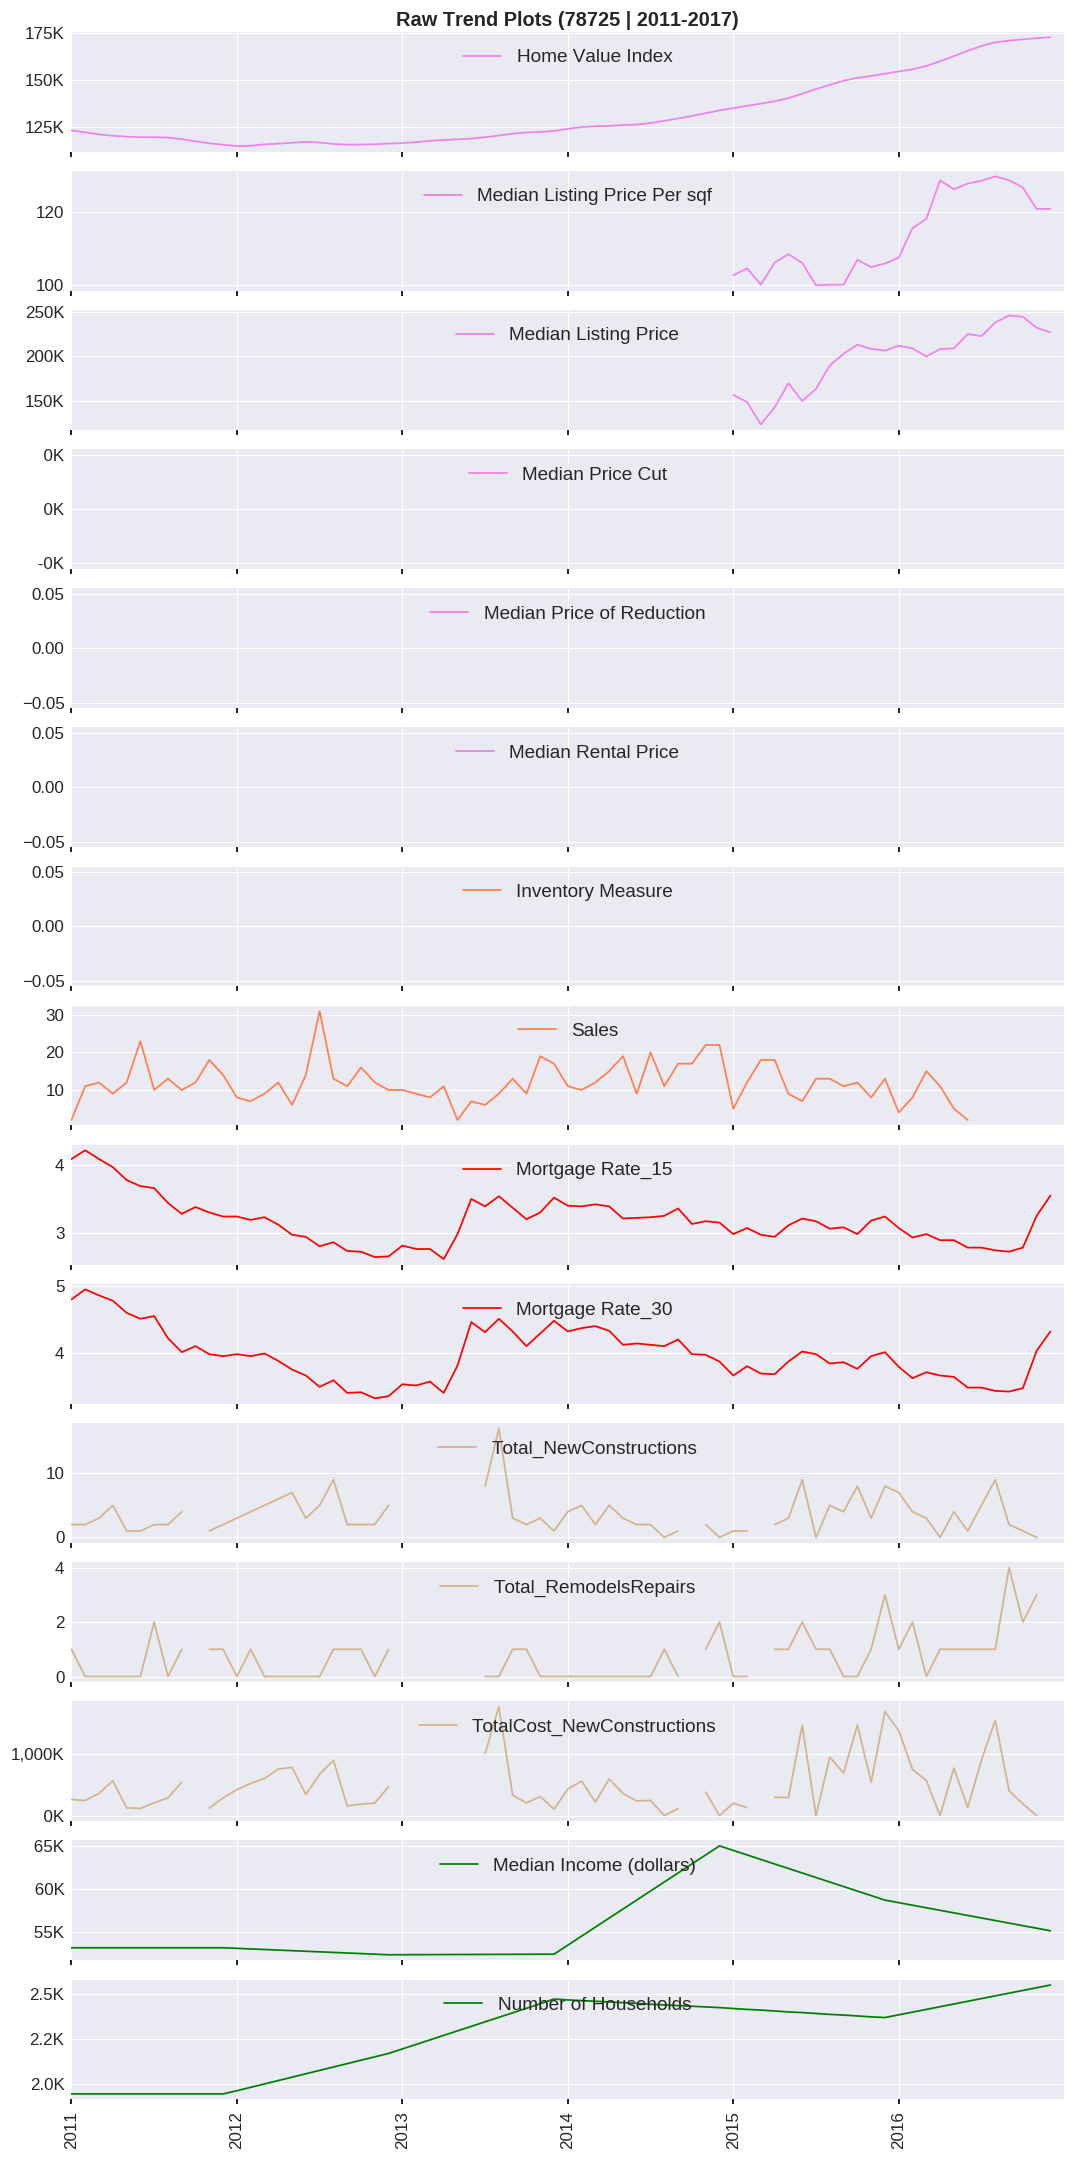 Raw Trend Plots (78725 | 2011-2017)
175K
150K
125K
Home Value Index
120
100
Median Listing Price Per sqf
250K
200K
150K
Median Listing Price
0K
0K
-0K
Median Price Cut
0.05
0.00
−0.05
Median Price of Reduction
0.05
0.00
−0.05
Median Rental Price
0.05
0.00
−0.05
Inventory Measure
30
20
10
Sales
4
3
Mortgage Rate_15
5
4
Mortgage Rate_30
10
0
Total_NewConstructions
4
2
0
Total_RemodelsRepairs
1,000K
0K
TotalCost_NewConstructions
65K
60K
55K
Median Income (dollars)
2.5K
2.2K
2.0K
Number of Households
2011
2012
2013
2014
2015
2016